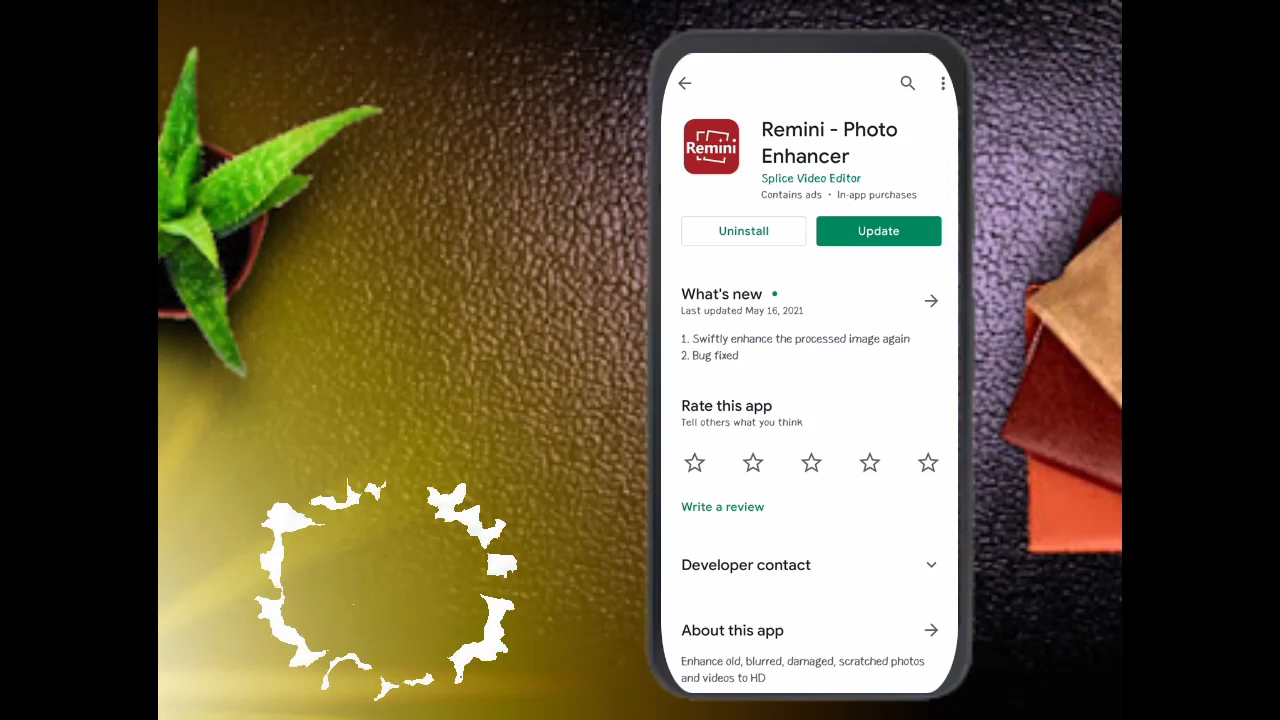 Remini
Remini - Photo
Enhancer
Splice Video Editor
Contains ads • In-app purchases
Uninstall
Update
What's new •
Last updated May 16, 2021
1. Swiftly enhance the processed image again
2. Bug fixed
Rate this app
Tell others what you think
Write a review
Developer contact
About this app
Enhance old, blurred, damaged, scratched photos
and videos to HD